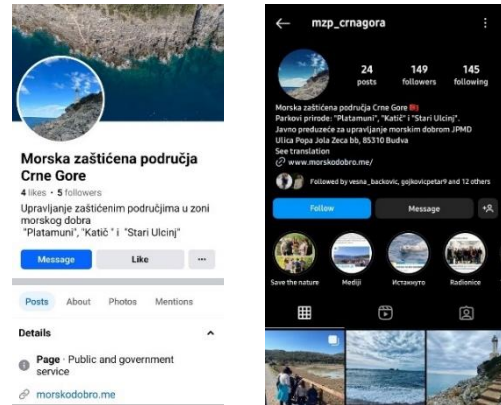 Morska zaštićena područja
Crne Gore
4 likes • 5 followers
Upravljanje zaštićenim područjima u zoni
morskog dobra
"Platamuni", "Katič " i "Stari Ulcinj"
Message
Like
Posts
About
Photos
Mentions
Details
Page · Public and government
service
morskodobro.me
mzp_crnagora
24
149
145
posts
followers
following
Morska zaštićena područja Crne Gore
Parkovi prirode: "Platamuni", "Katič" i "Stari Ulcinj".
Javno preduzeće za upravljanje morskim dobrom JPMD
Ulica Popa Jola Zeca bb, 85310 Budva
See translation
www.morskodobro.me/
Followed by vesna_backovic, gojkovicpetar9 and 12 others
Follow
Message
Save the nature
Mediji
Истакнуто
Radionice